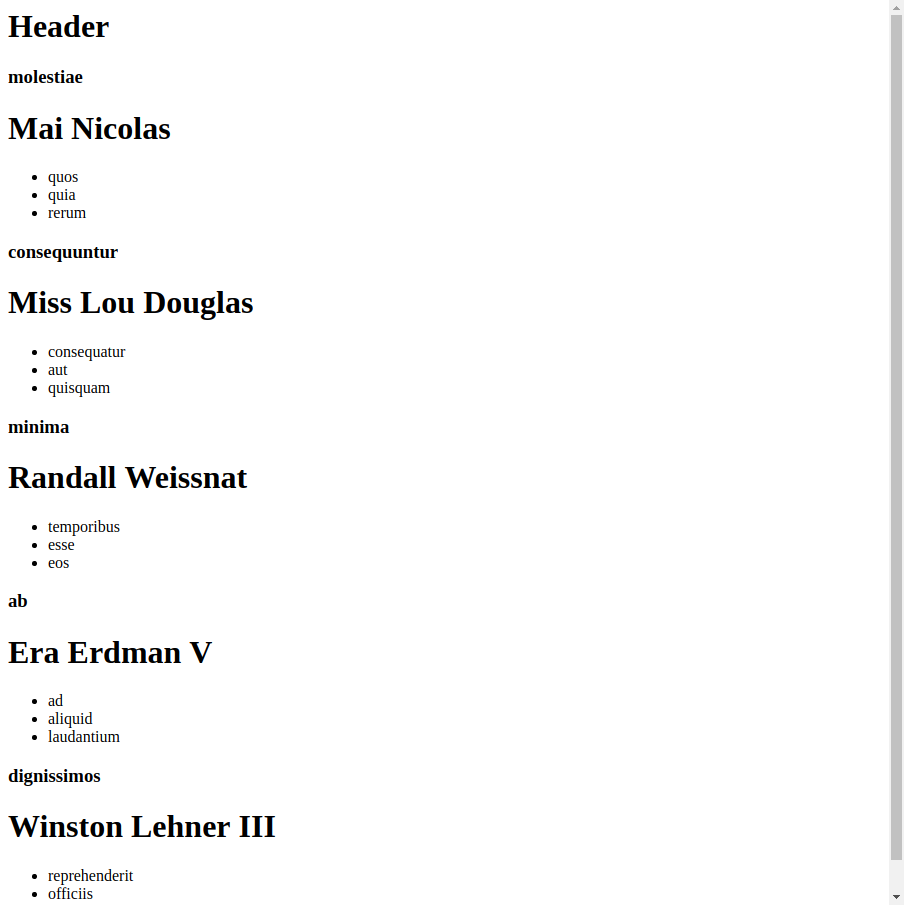 Header
molestiae
Mai Nicolas
quos
quia
rerum
consequuntur
Miss Lou Douglas
consequatur
aut
quisquam
minima
Randall Weissnat
temporibus
esse
eos
ab
Era Erdman V
ad
aliquid
laudantium
dignissimos
Winston Lehner III
reprehenderit
officiis